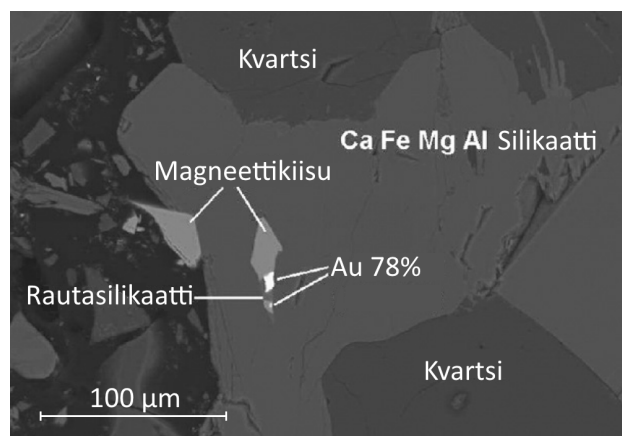 Kvartsi
Ca Fe Mg Al Silikaatti
Magneettikiisu
Au 78%
Rautasilikaatti
Kvartsi
100 µm